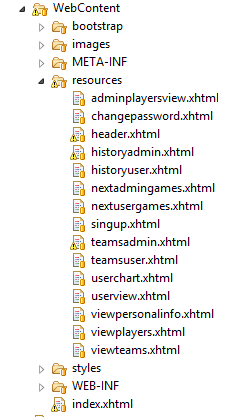 WebContent
bootstrap
images
META-INF
resources
adminplayersview.xhtml
changepassword.xhtml
header.xhtml
historyadmin.xhtml
historyuser.xhtml
nextadmingames.xhtml
nextusergames.xhtml
singup.xhtml
teamsadmin.xhtml
teamsuser.xhtml
userchart.xhtml
userview.xhtml
viewpersonalinfo.xhtml
viewplayers.xhtml
viewteams.xhtml
styles
WEB-INF
index.xhtml